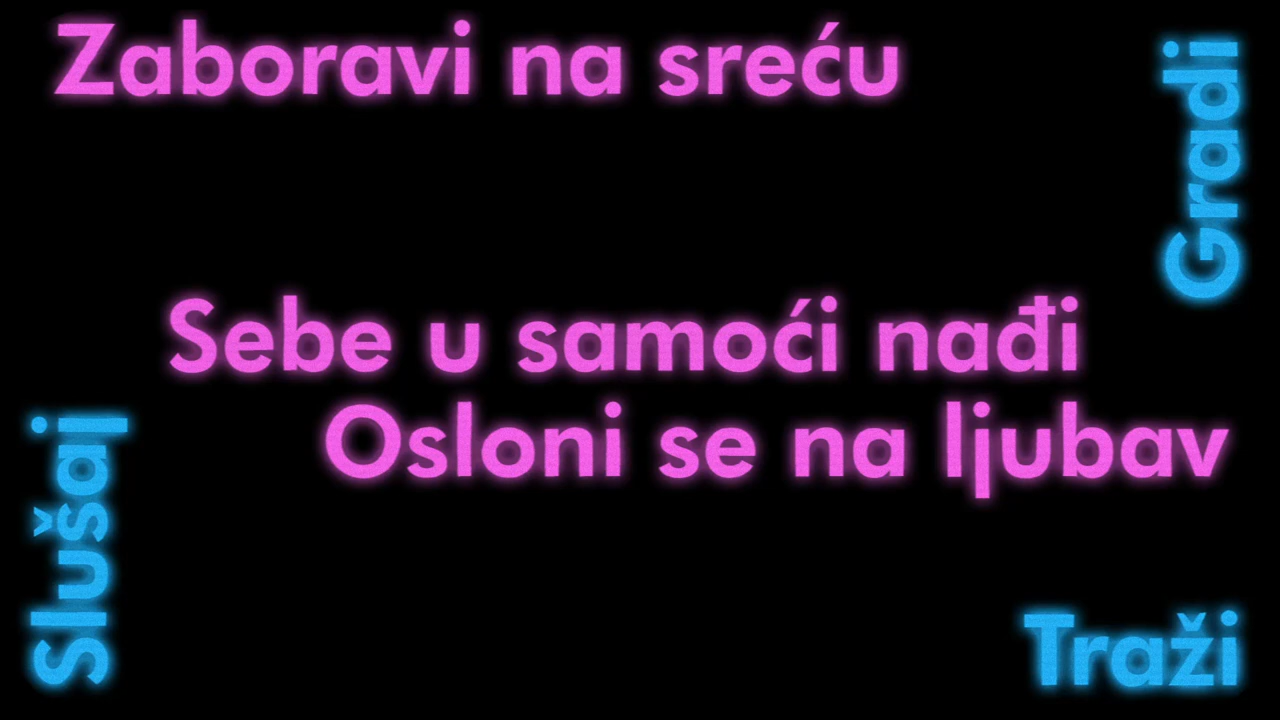 Zaboravi na sreću
Gradi
Sebe u samoći nađi
Osloni se na ljubav
Slušaj
Traži